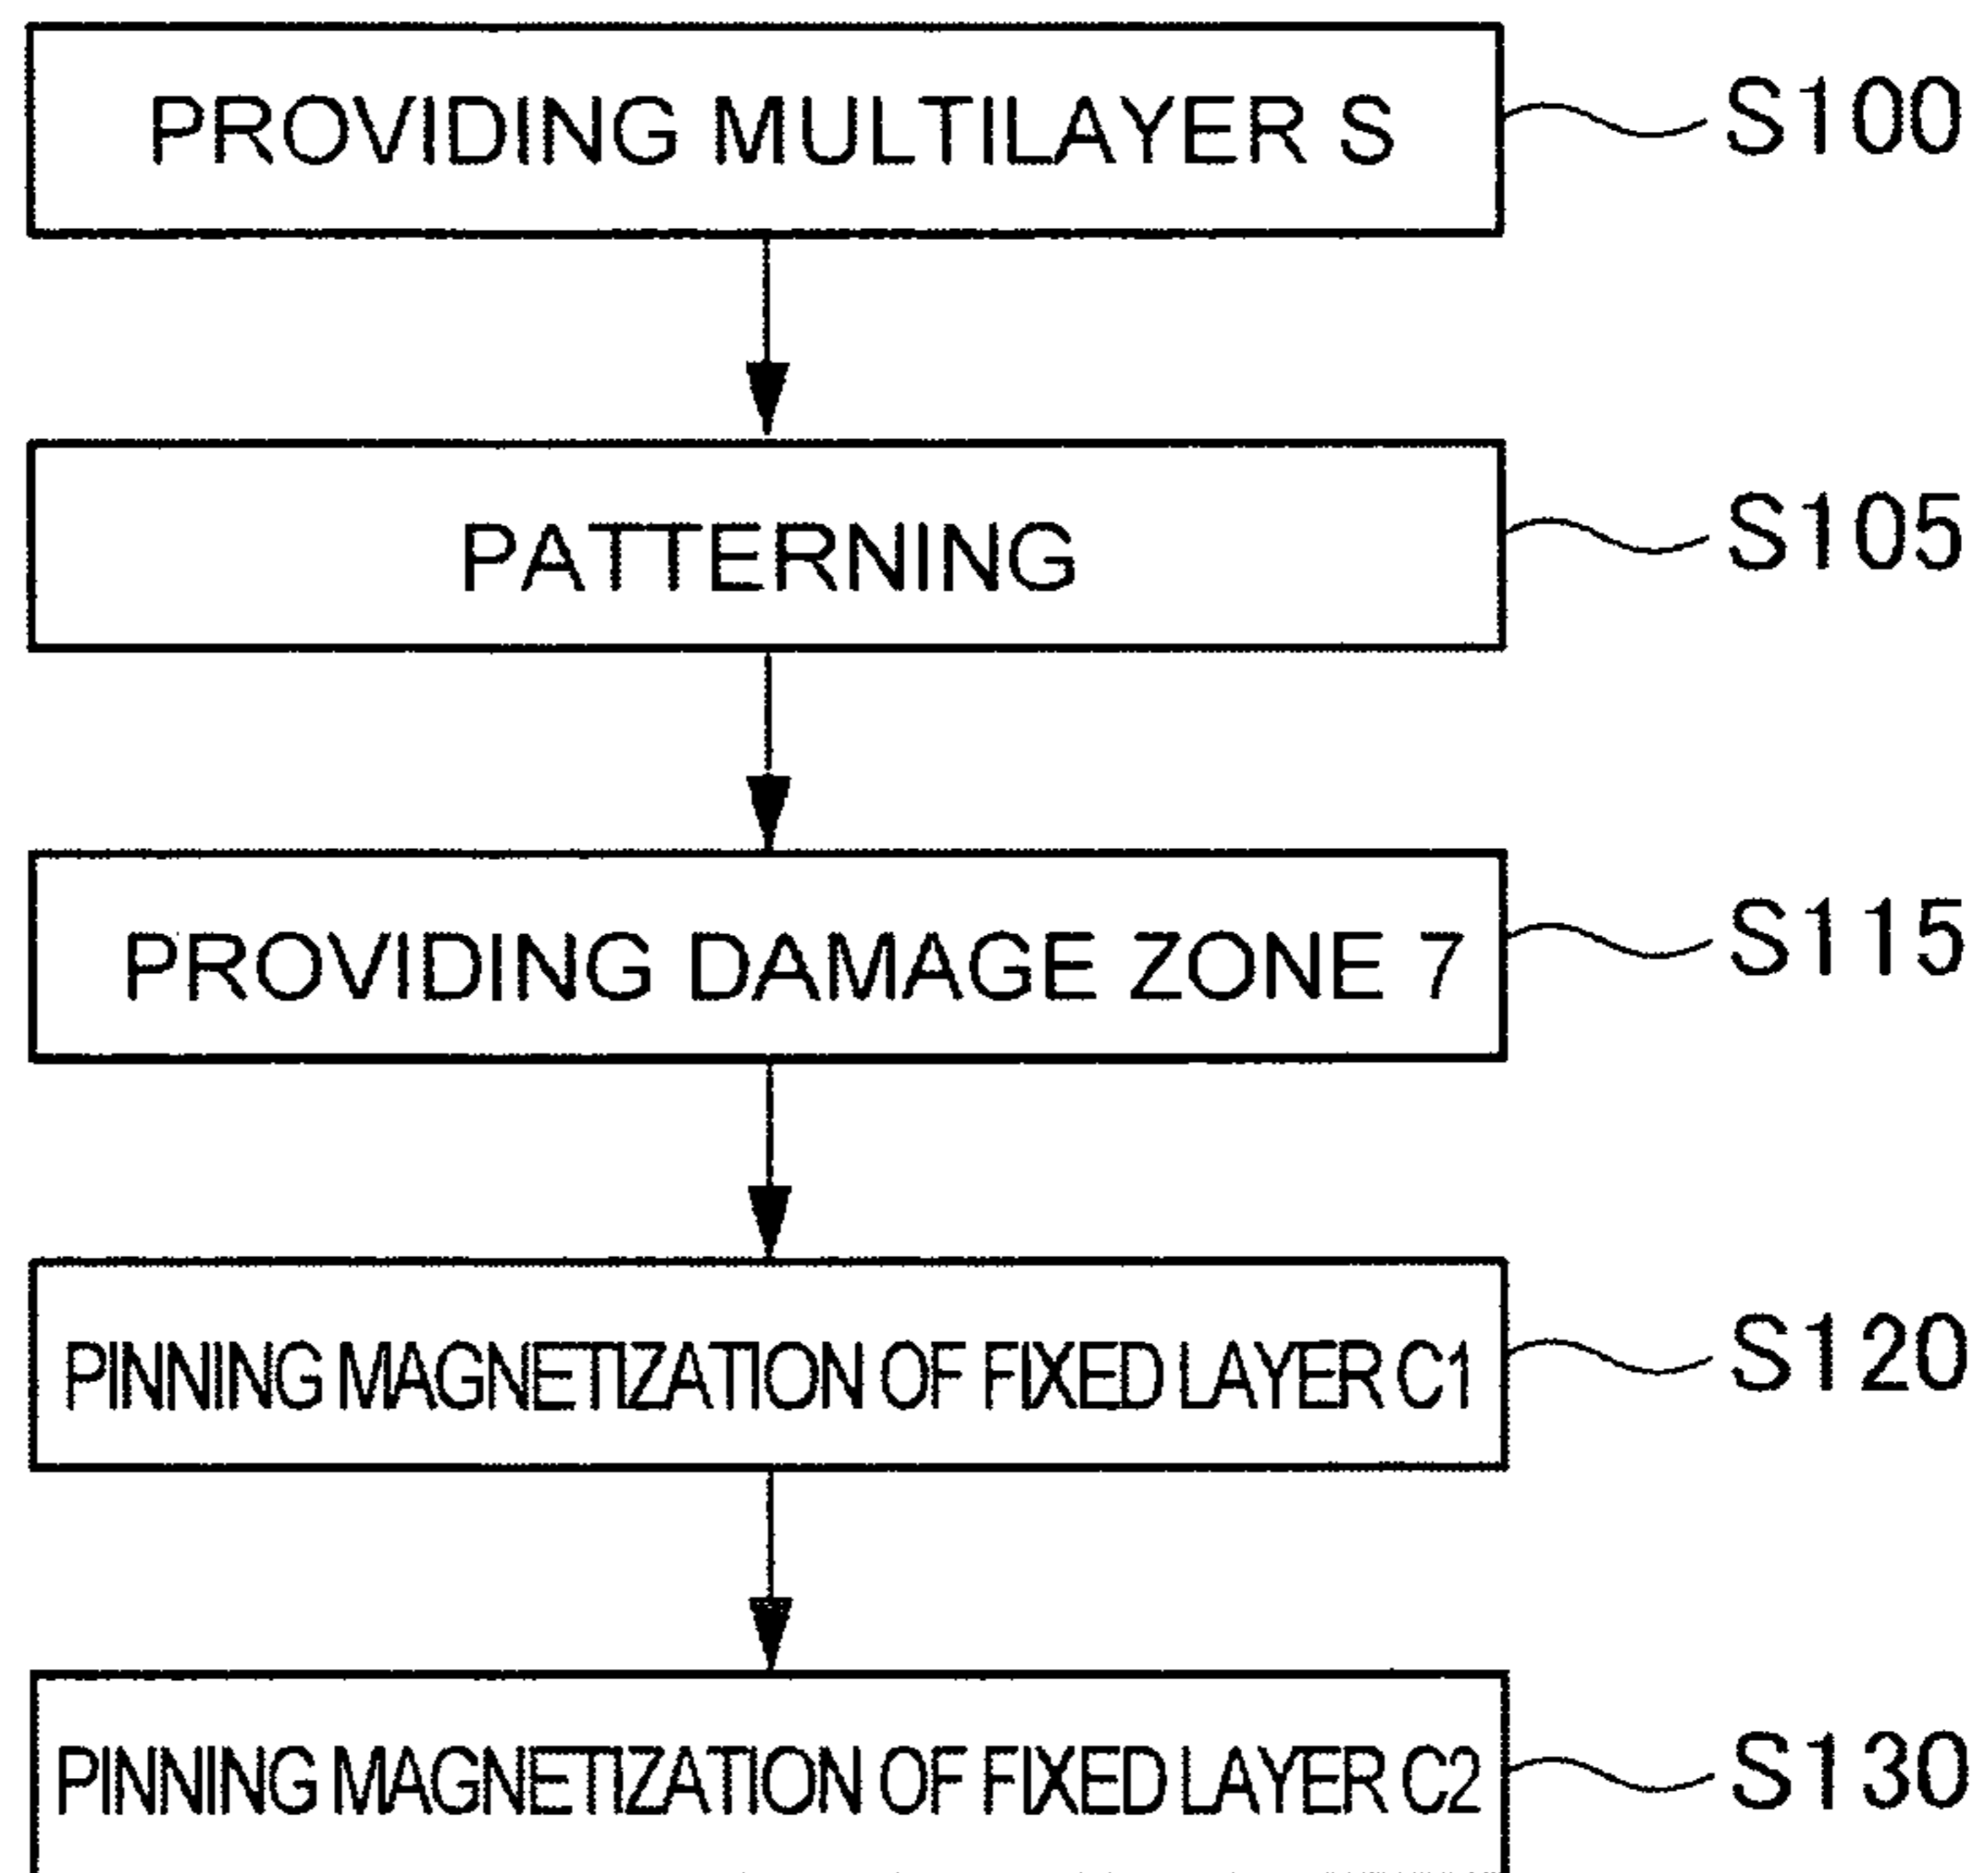 PROVIDING MULTILAYER S S100
PATTERNING S105
PROVIDING DAMAGE ZONE 7 S115
PINNING MAGNETIZATION OF FIXED LAYER C1 S120
PINNING MAGNETIZATION OF FIXED LAYER C2 S130